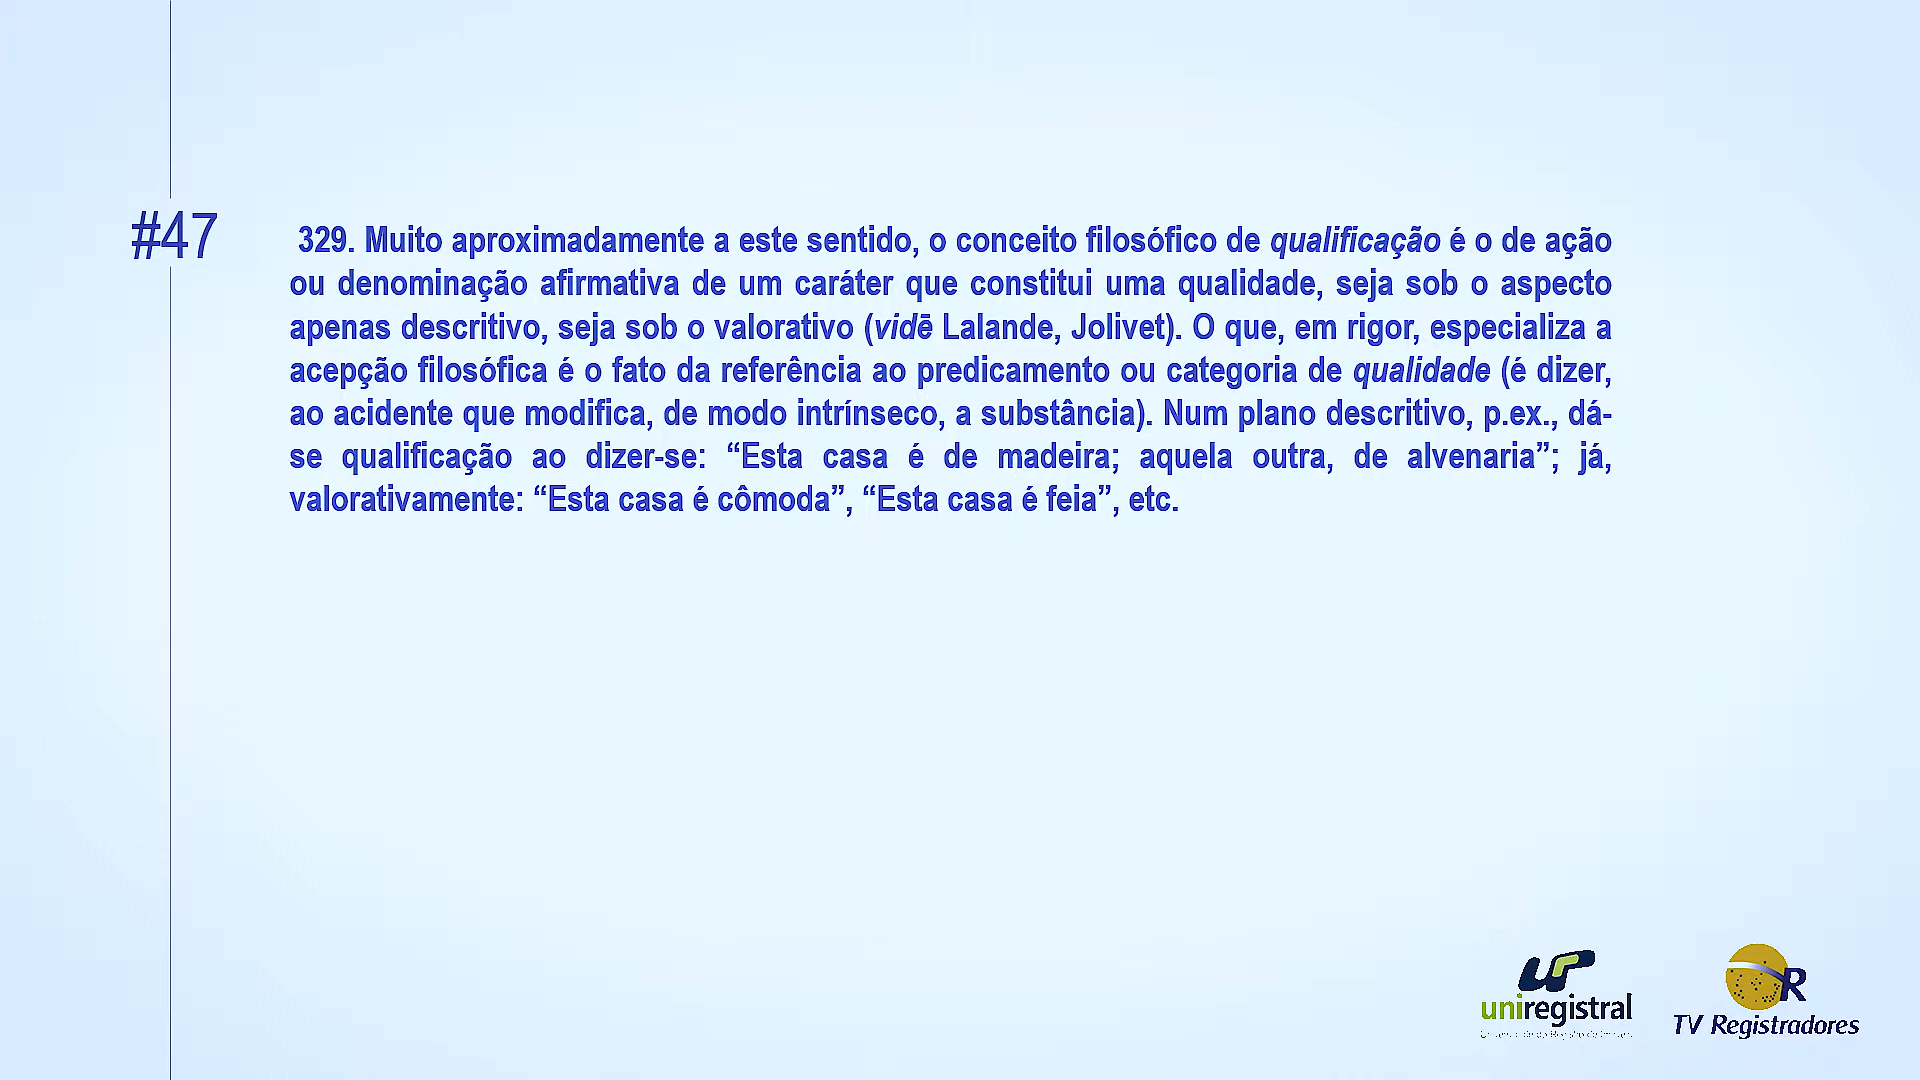 #47
329. Muito aproximadamente a este sentido, o conceito filosófico de qualificação é o de ação
ou denominação afirmativa de um caráter que constitui uma qualidade, seja sob o aspecto
apenas descritivo, seja sob o valorativo (vidē Lalande, Jolivet). O que, em rigor, especializa a
acepção filosófica é o fato da referência ao predicamento ou categoria de qualidade (é dizer,
ao acidente que modifica, de modo intrínseco, a substância). Num plano descritivo, p.ex., dá-
se qualificação ao dizer-se: “Esta casa é de madeira; aquela outra, de alvenaria”; já,
valorativamente: “Esta casa é cômoda”, “Esta casa é feia”, etc.
uniregistral
R
TV Registradores